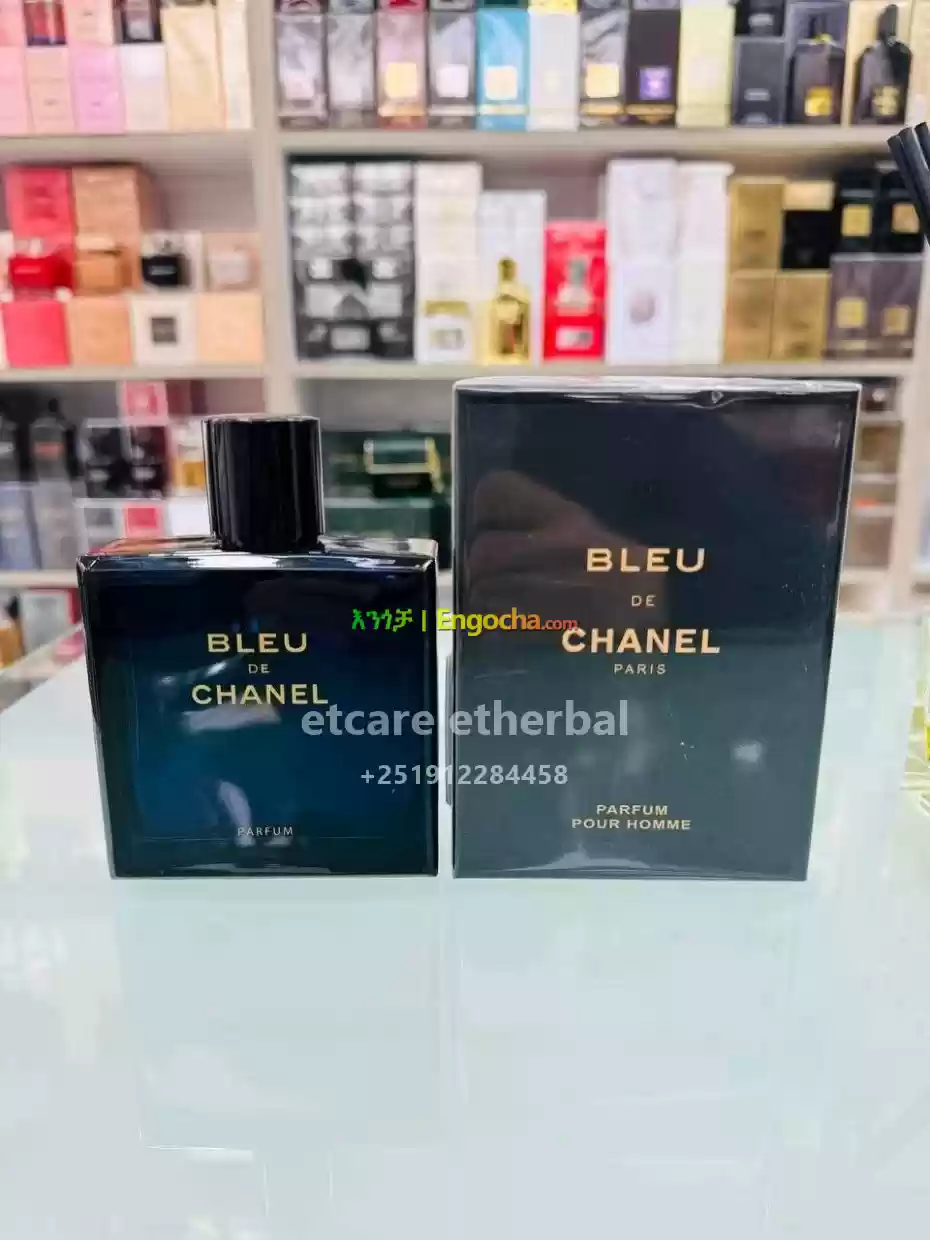 BLEU
DE
CHANEL
PARFUM
BLEU
DE
CHANEL
PARIS
PARFUM
POUR HOMME
እንጎቻ | Engocha.com
etcare etherbal
+251912284458